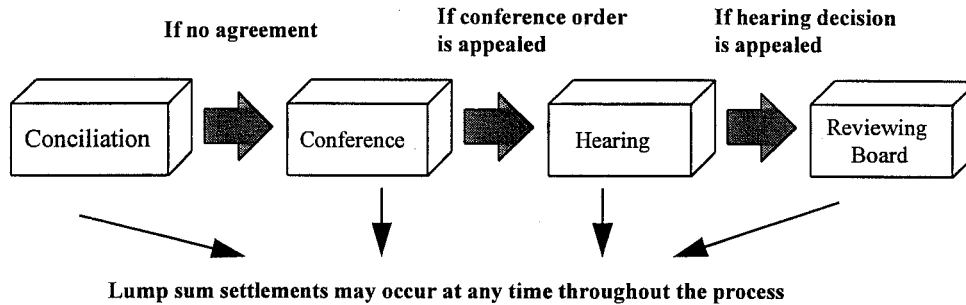 If no agreement
If conference order
is appealed
If hearing decision
is appealed
Conciliation
Conference
Hearing
Reviewing
Board
Lump sum settlements may occur at any time throughout the process